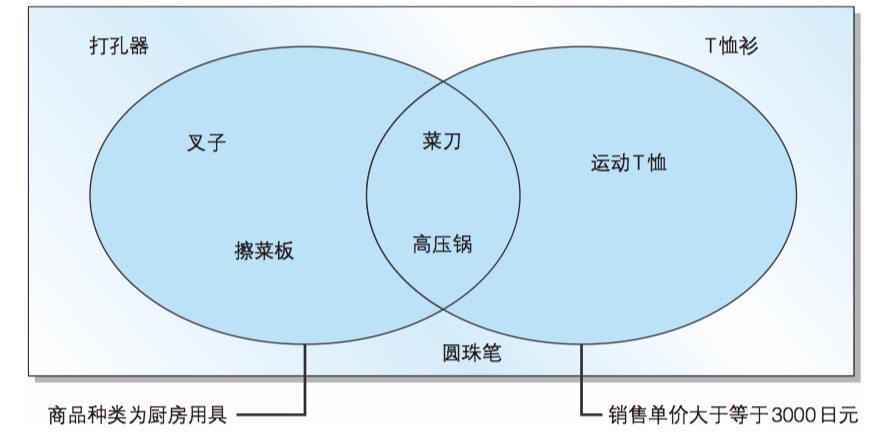 打孔器
T恤衫
叉子
菜刀
运动T恤
擦菜板
高压锅
圆珠笔
商品种类为厨房用具
销售单价大于等于3000日元